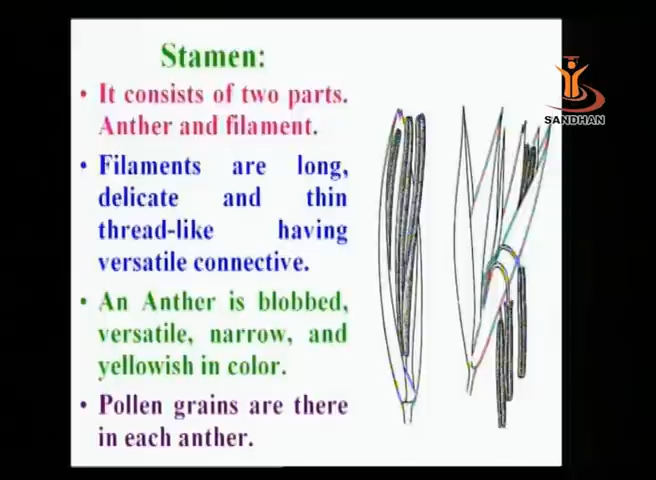 Stamen:
• It consists of two parts.
Anther and filament.
• Filaments are long,
delicate and thin
thread-like having
versatile connective.
• An Anther is blobbed,
versatile, narrow, and
yellowish in color.
• Pollen grains are there
in each anther.
SANDHAN